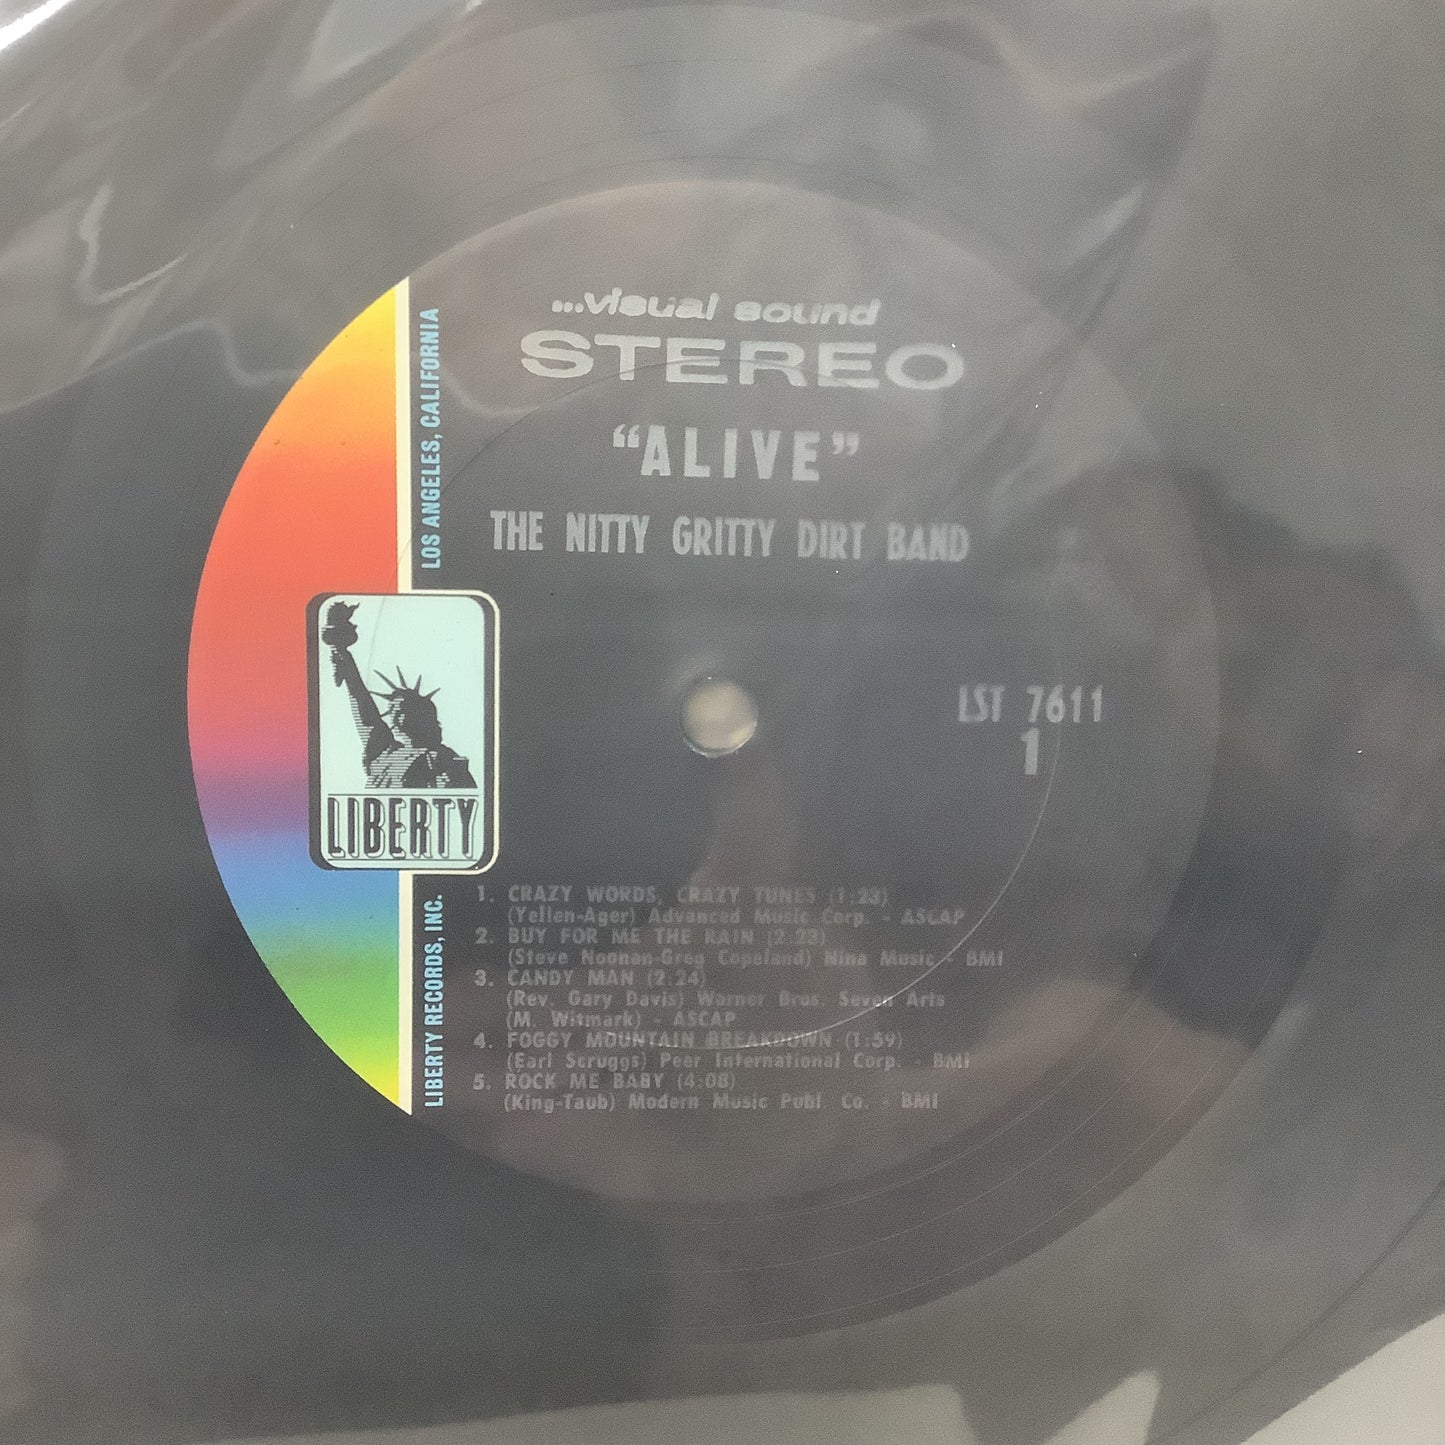 ...visual sound
STEREO
"ALIVE"
THE NITTY GRITTY DIRT BAND
LOS ANGELES, CALIFORNIA
LIBERTY
LIBERTY RECORDS, INC.
LST 7611
1
1. CRAZY WORDS, CRAZY TUNES (1:23)
(Yellen-Ager) Advanced Music Corp. - ASCAP
2. BUY FOR ME THE RAIN (2:23)
(Steve Noonan-Greg Copeland) Nina Music - BMI
3. CANDY MAN (2:24)
(Rev. Gary Davis) Warner Bros. Seven Arts
(M. Witmark) - ASCAP
4. FOGGY MOUNTAIN BREAKDOWN (1:59)
(Earl Scruggs) Peer International Corp. - BMI
5. ROCK ME BABY (4:08)
(King-Taub) Modern Music Publ. Co. - BMI